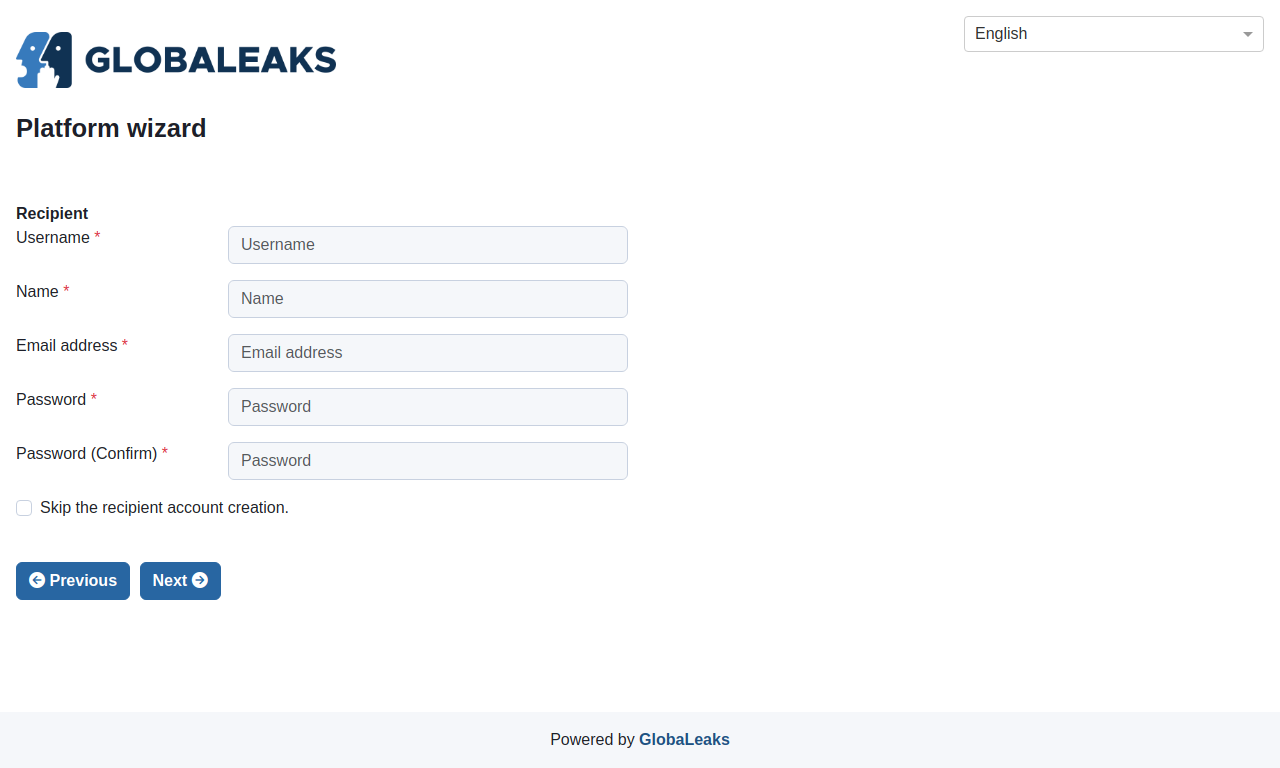 GLOBALEAKS
English
Platform wizard
Recipient
Username *
Username
Name *
Name
Email address *
Email address
Password *
Password
Password (Confirm) *
Password
Skip the recipient account creation.
Previous
Next
Powered by GlobaLeaks